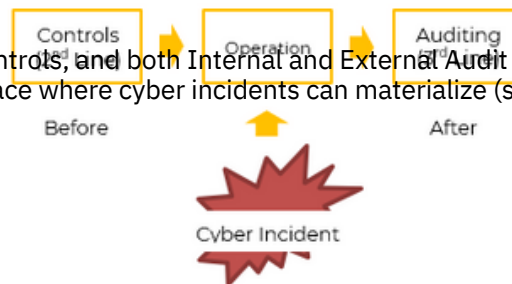 Controls
Operation
Auditing
ntrols, and both Internal and External Audit
ace where cyber incidents can materialize (s
Before
After
Cyber Incident